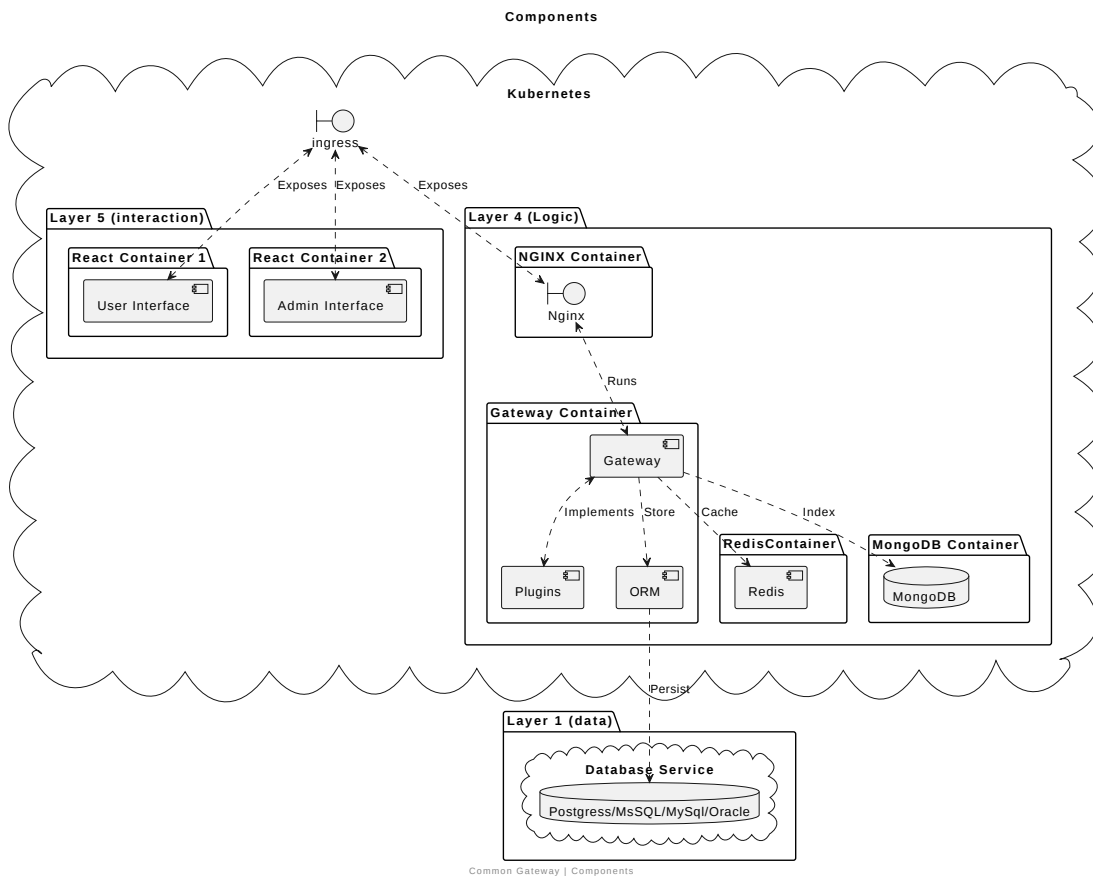 Components
Kubernetes
ingress
Exposes
Exposes
Exposes
Layer 5 (interaction)
Layer 4 (Logic)
React Container 1
React Container 2
NGINX Container
User Interface
Admin Interface
Nginx
Runs
Gateway Container
Gateway
Implements
Store
Cache
Index
RedisContainer
MongoDB Container
Plugins
ORM
Redis
MongoDB
Persist
Layer 1 (data)
Database Service
Postgress/MsSQL/MySql/Oracle
Common Gateway | Components